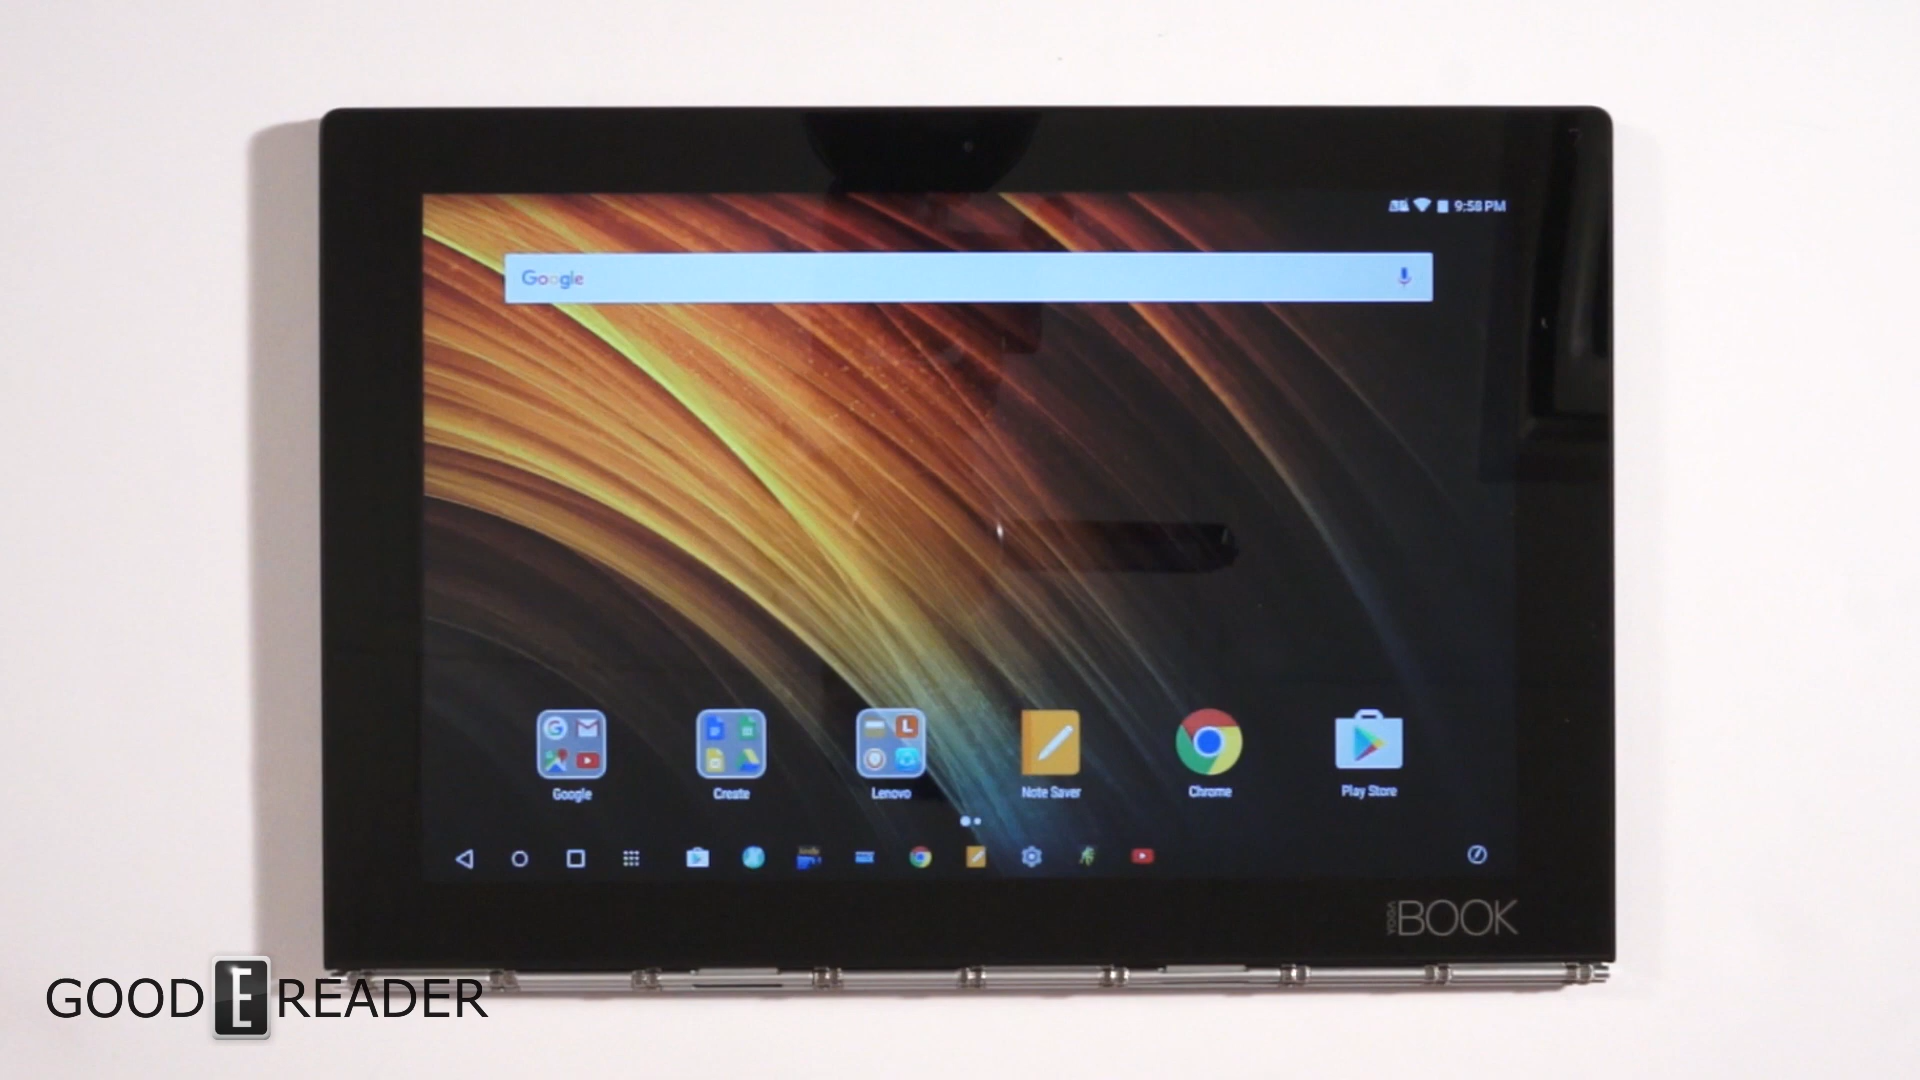 9:58 PM
Google
Google
Create
Lenovo
Note Saver
Chrome
Play Store
YOGA BOOK
GOOD E READER